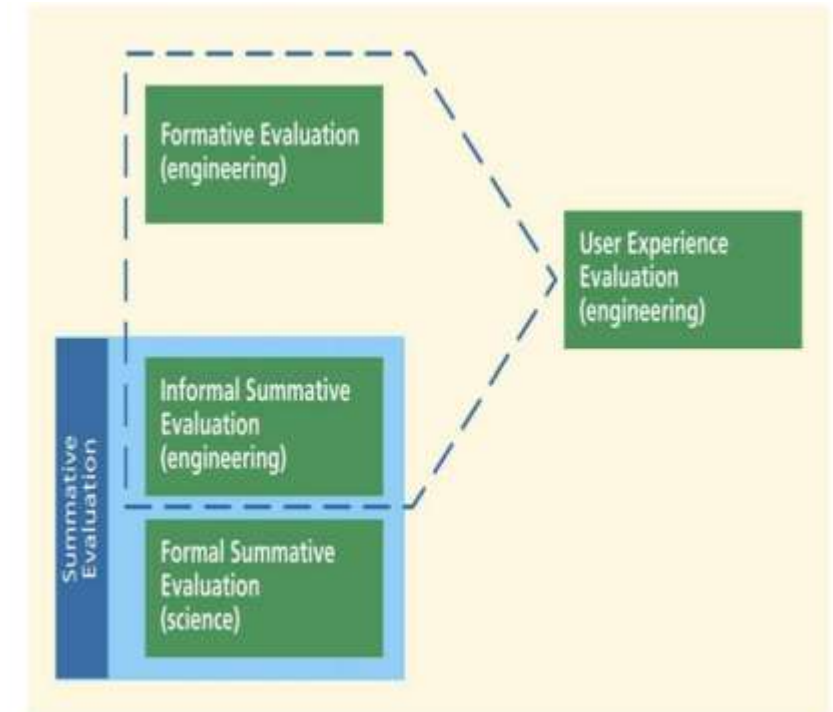 Formative Evaluation
(engineering)
User Experience
Evaluation
(engineering)
Summative
Evaluation
Informal Summative
Evaluation
(engineering)
Formal Summative
Evaluation
(science)